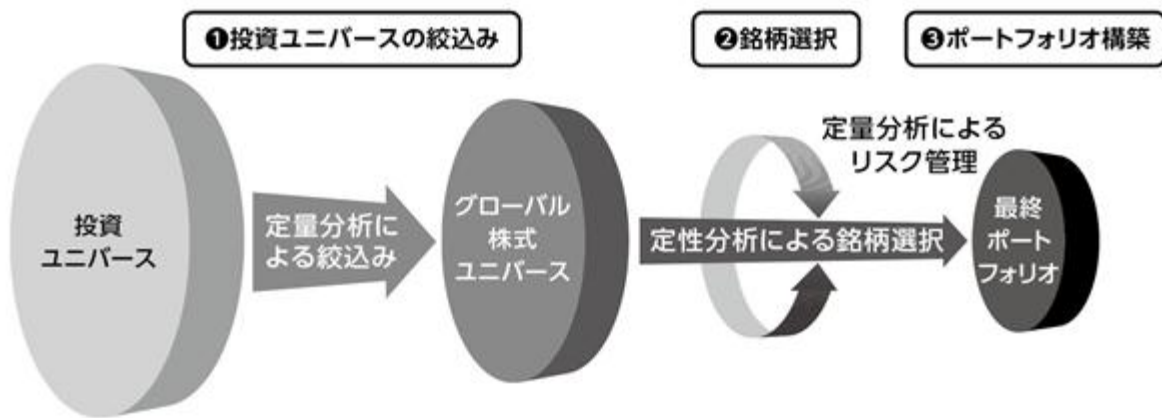 ❶投資ユニバースの絞込み
❷銘柄選択
❸ポートフォリオ構築
投資
ユニバース
定量分析に
よる絞込み
グローバル
株式
ユニバース
定量分析による
リスク管理
定性分析による銘柄選択
最終
ポート
フォリオ